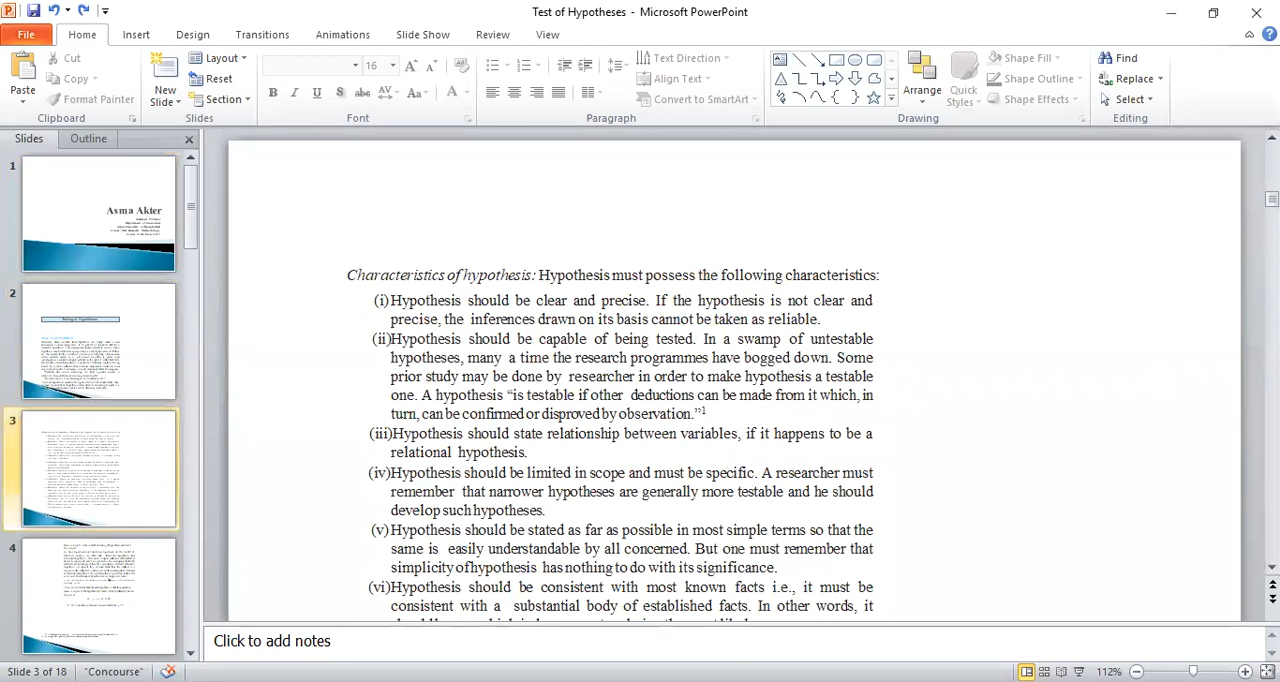 Test of Hypotheses - Microsoft PowerPoint
File Home Insert Design Transitions Animations Slide Show Review View
Paste
Cut
Copy
Format Painter
Clipboard
New Slide
Layout
Reset
Section
Slides
16
B I U S abc AV Aa A
Font
Text Direction
Align Text
Convert to SmartArt
Paragraph
Arrange
Quick Styles
Shape Fill
Shape Outline
Shape Effects
Drawing
Find
Replace
Select
Editing
Slides Outline
1
Asma Akter
2
3
4
Characteristics of hypothesis: Hypothesis must possess the following characteristics:
(i)Hypothesis should be clear and precise. If the hypothesis is not clear and
precise, the inferences drawn on its basis cannot be taken as reliable.
(ii)Hypothesis should be capable of being tested. In a swamp of untestable
hypotheses, many a time the research programmes have bogged down. Some
prior study may be done by researcher in order to make hypothesis a testable
one. A hypothesis “is testable if other deductions can be made from it which, in
turn, can be confirmed or disproved by observation.”1
(iii)Hypothesis should state relationship between variables, if it happens to be a
relational hypothesis.
(iv)Hypothesis should be limited in scope and must be specific. A researcher must
remember that narrower hypotheses are generally more testable and he should
develop such hypotheses.
(v)Hypothesis should be stated as far as possible in most simple terms so that the
same is easily understandable by all concerned. But one must remember that
simplicity of hypothesis has nothing to do with its significance.
(vi)Hypothesis should be consistent with most known facts i.e., it must be
consistent with a substantial body of established facts. In other words, it
Click to add notes
Slide 3 of 18 "Concourse" 112%